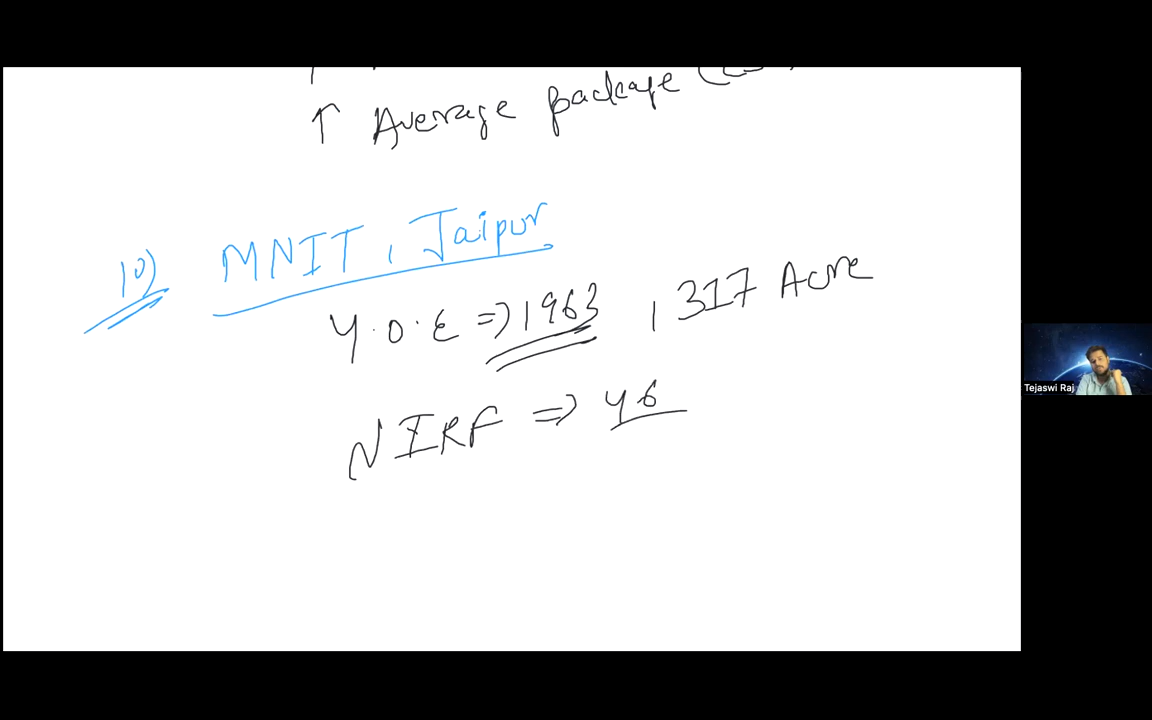 ↑ Average package
10) MNIT, Jaipur
Y.O.E => 1963, 317 Acre
NIRF => 46
Tejaswi Raj